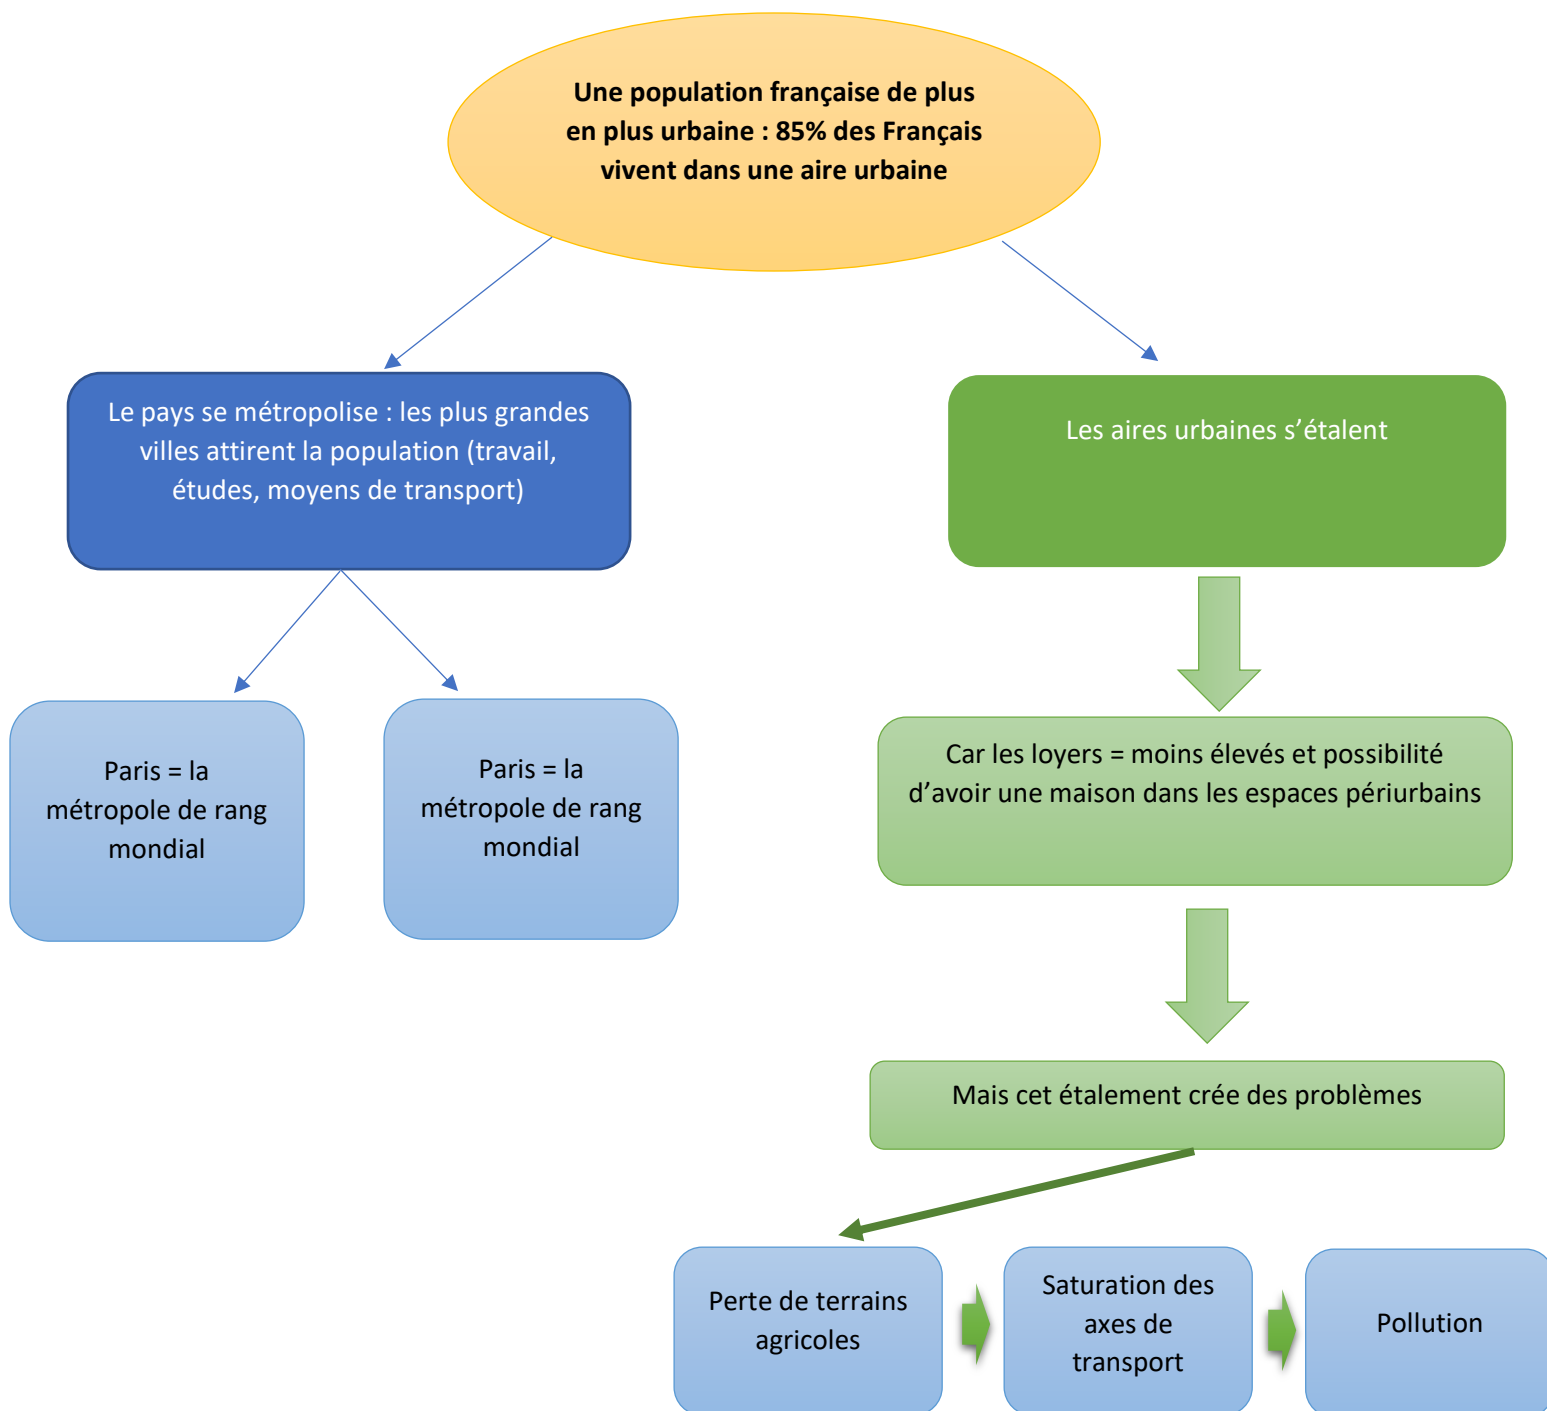 Une population française de plus
en plus urbaine : 85% des Français
vivent dans une aire urbaine
Le pays se métropolise : les plus grandes
villes attirent la population (travail,
études, moyens de transport)
Les aires urbaines s’étalent
Paris = la
métropole de rang
mondial
Paris = la
métropole de rang
mondial
Car les loyers = moins élevés et possibilité
d’avoir une maison dans les espaces périurbains
Mais cet étalement crée des problèmes
Perte de terrains
agricoles
Saturation des
axes de
transport
Pollution